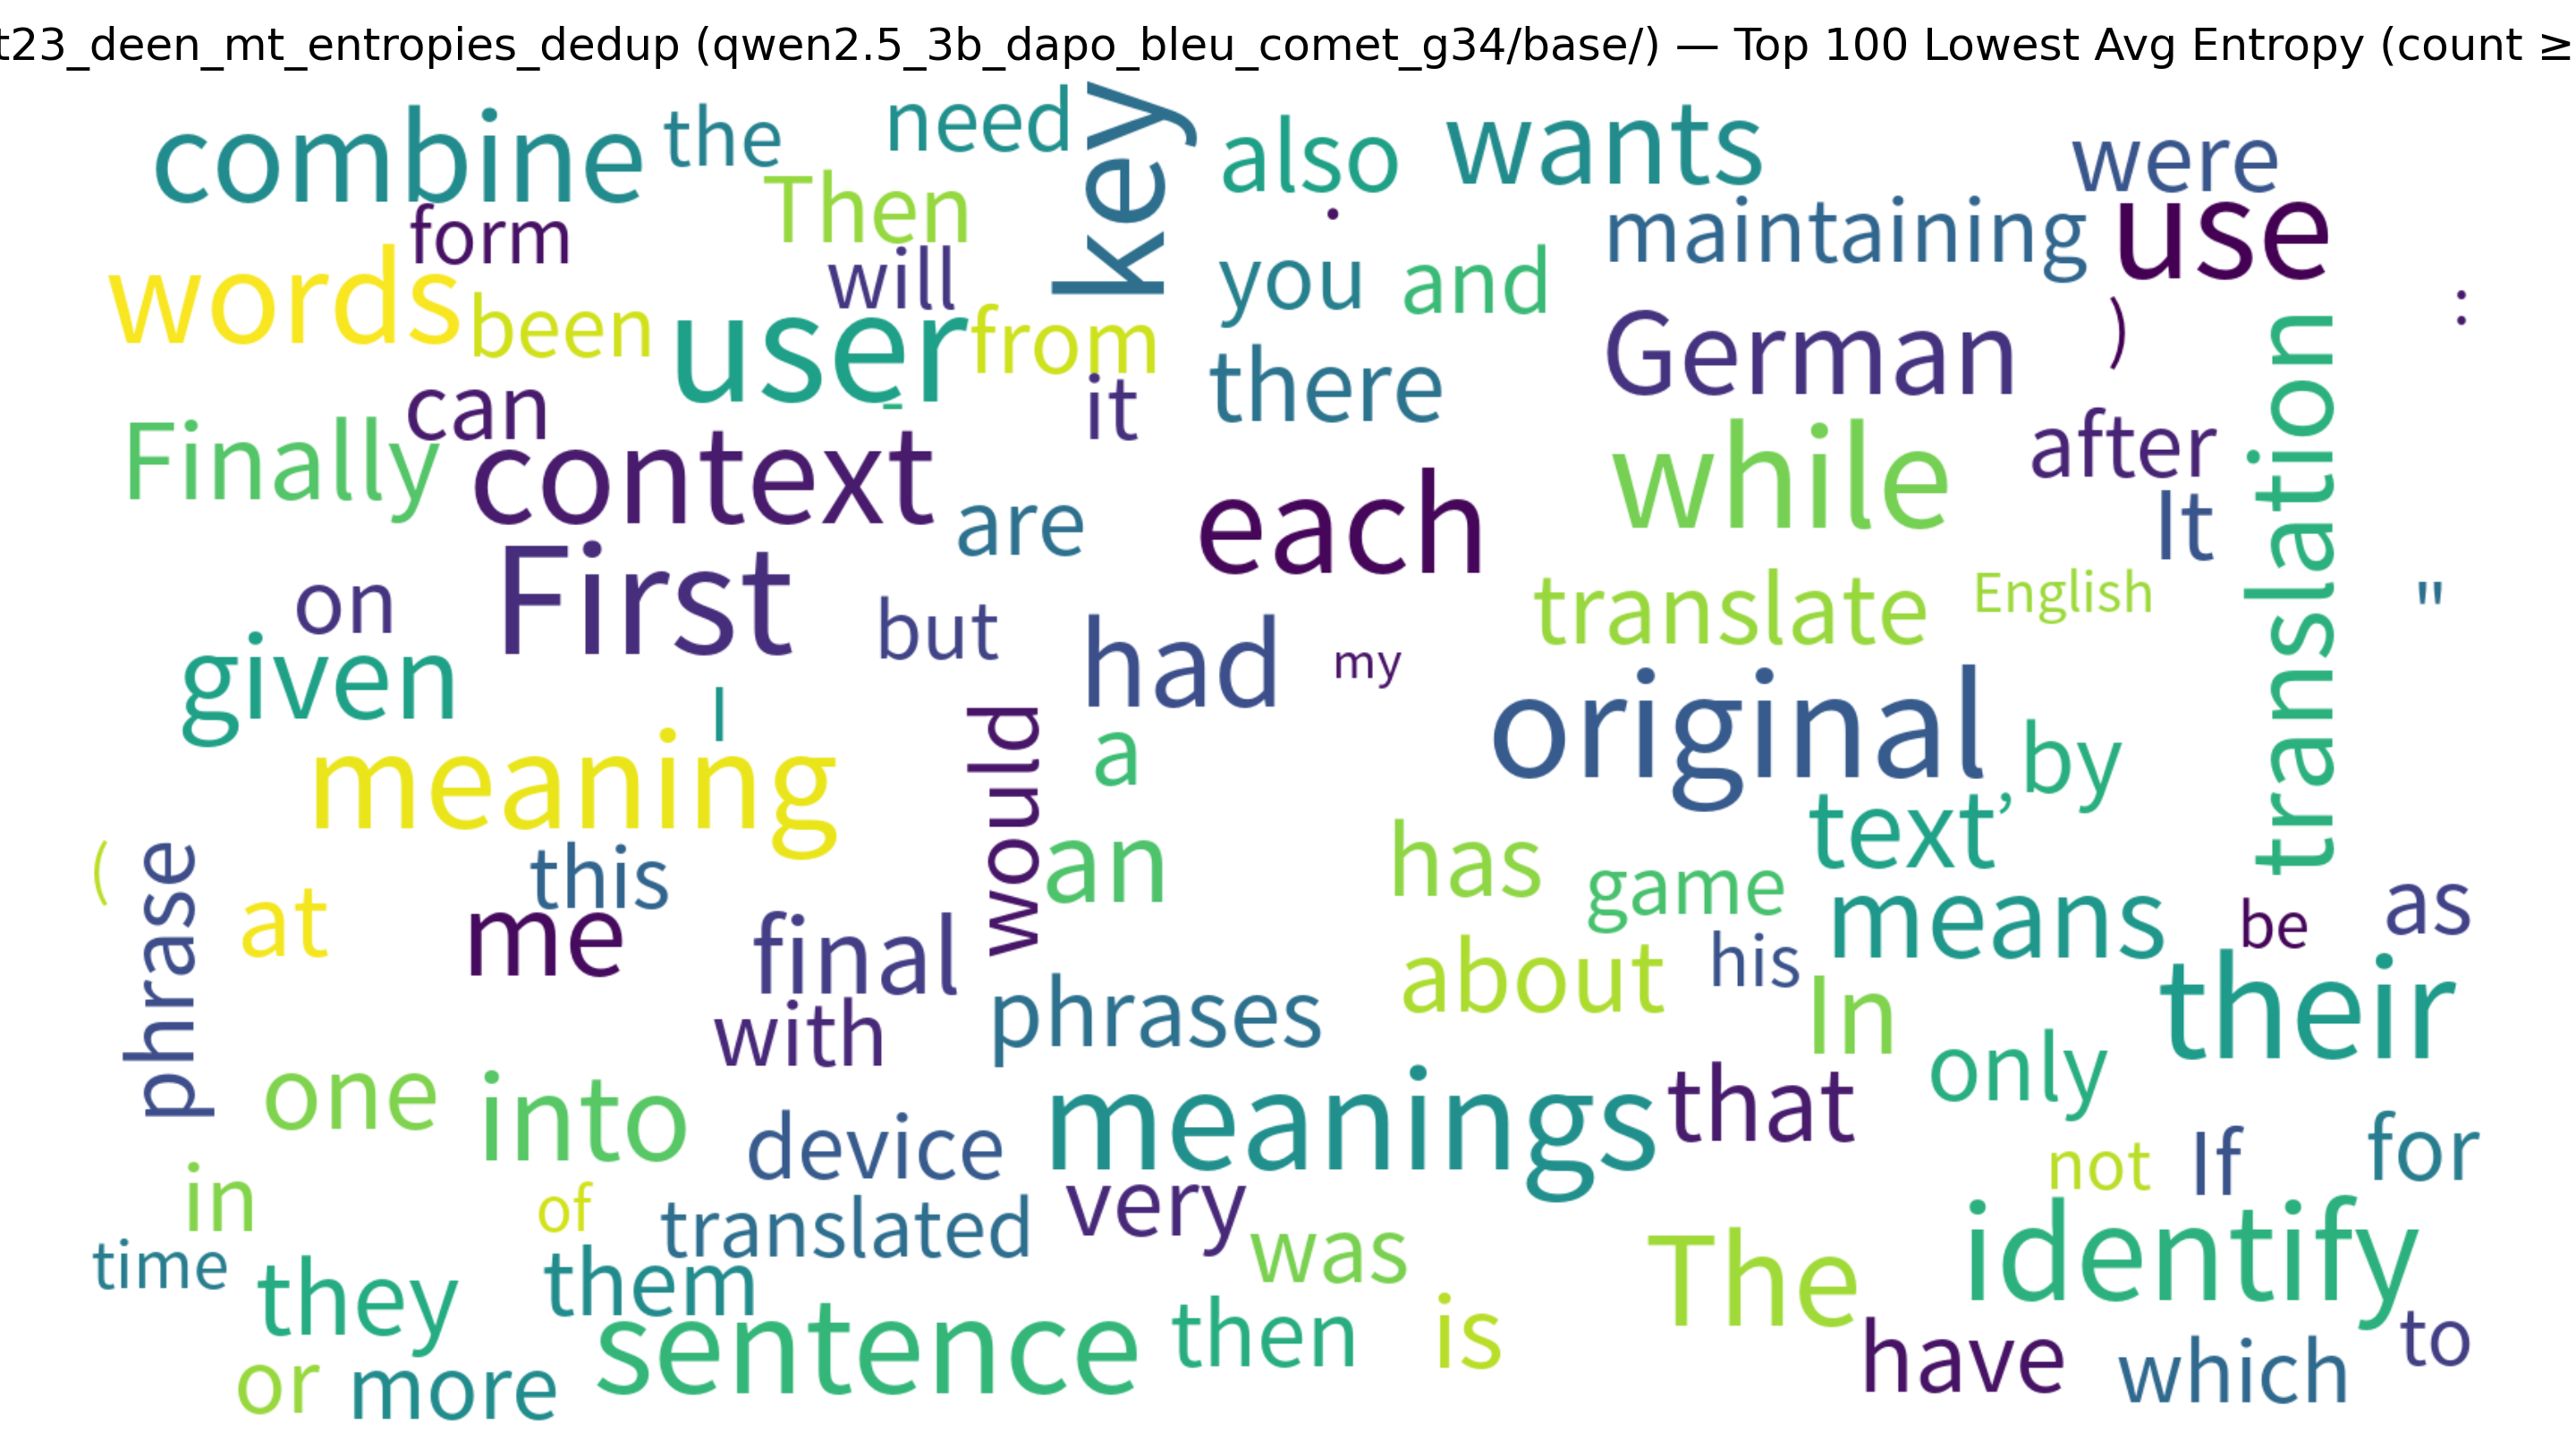 t23_deen_mt_entropies_dedup (qwen2.5_3b_dapo_bleu_comet_g34/base/) — Top 100 Lowest Avg Entropy (count ≥
combine
the
need
key
also
wants
were
form
Then
.
maintaining
use
words
been
will
user
from
you
and
German
)
:
can
-
it
there
Finally
context
are
each
while
after
It
translation
First
on
but
had
my
translate
English
"
given
I
would
a
original
,
by
meaning
text
(
phrase
this
an
has
game
means
be
as
at
me
final
about
his
In
their
with
phrases
only
one
into
device
meanings
that
not
If
for
in
of
translated
very
was
The
identify
time
they
them
sentence
then
is
have
which
to
or
more